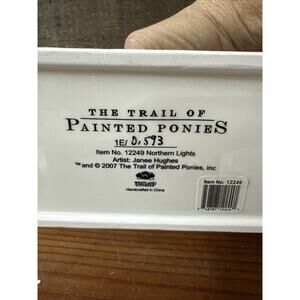 THE TRAIL OF
PAINTED PONIES
1E/ 0,593
Item No. 12249 Northern Lights
Artist: Janee Hughes
™ and © 2007 The Trail of Painted Ponies, Inc
Handcrafted in China
Item No. 12249